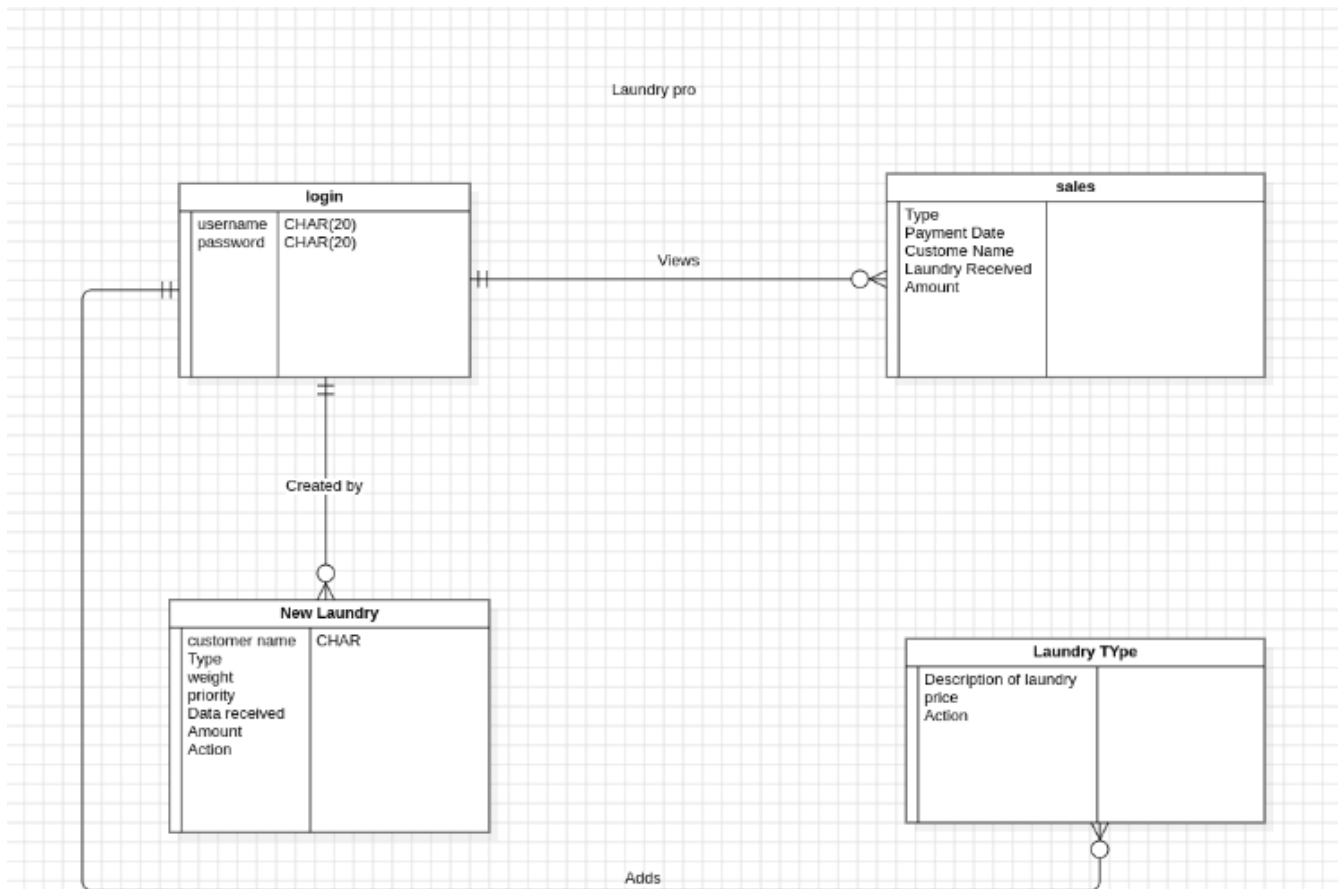 Laundry pro
login
username CHAR(20)
password CHAR(20)
Views
sales
Type
Payment Date
Custome Name
Laundry Received
Amount
Created by
New Laundry
customer name CHAR
Type
weight
priority
Data received
Amount
Action
Laundry TYpe
Description of laundry
price
Action
Adds